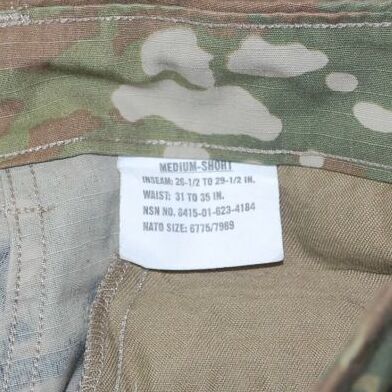 MEDIUM-SHORT
INSEAM: 26-1/2 TO 29-1/2 IN.
WAIST: 31 TO 35 IN.
NSN NO. 8415-01-623-4184
NATO SIZE: 6775/7989